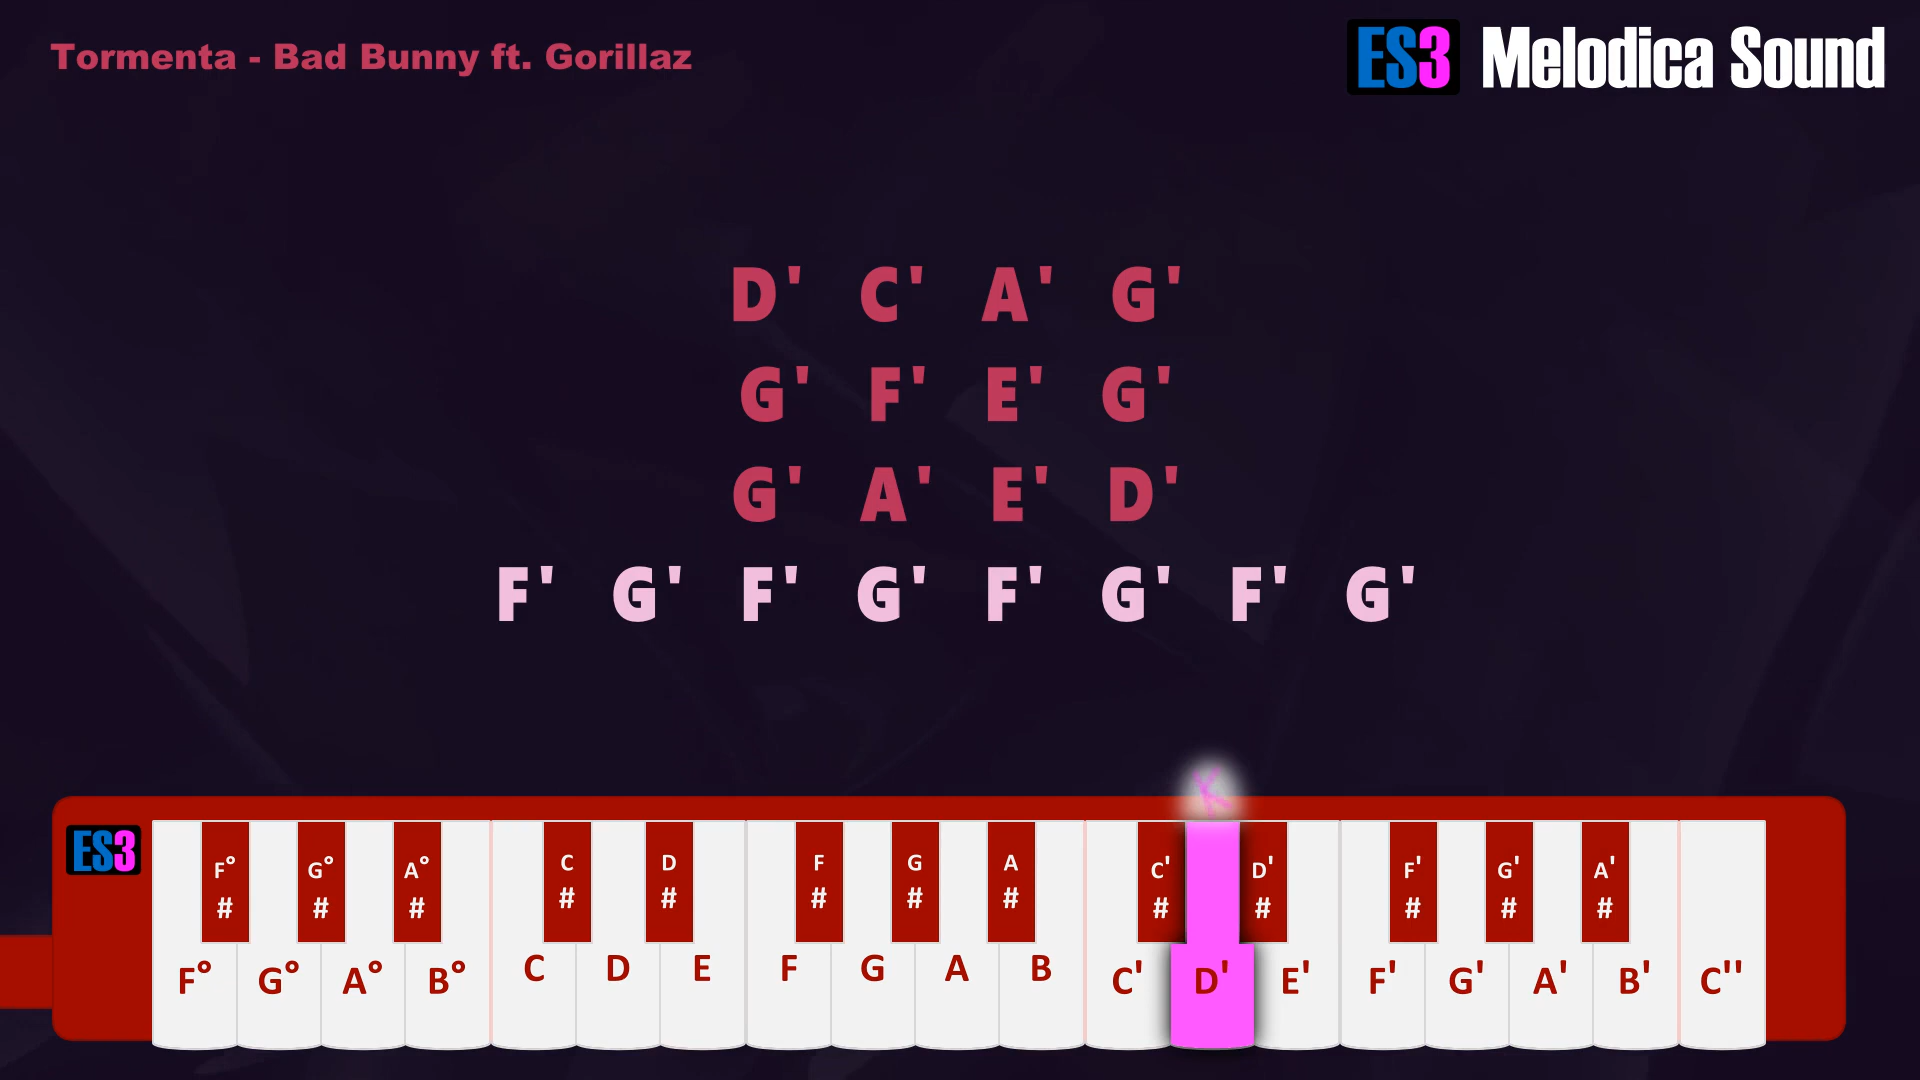 Tormenta - Bad Bunny ft. Gorillaz
ES3 Melodica Sound
D' C' A' G'
G' F' E' G'
G' A' E' D'
F' G' F' G' F' G' F' G'
ES3
F° # G° # A° # C # D # F # G # A # C' # D' # F' # G' # A' #
F° G° A° B° C D E F G A B C' D' E' F' G' A' B' C''